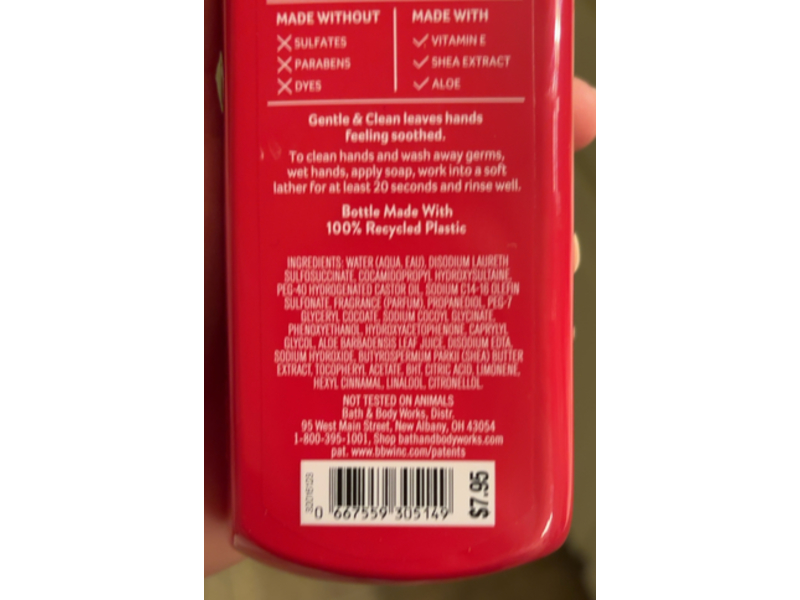 MADE WITHOUT
SULFATES
PARABENS
DYES
MADE WITH
VITAMIN E
SHEA EXTRACT
ALOE
Gentle & Clean leaves hands
feeling soothed.
To clean hands and wash away germs,
wet hands, apply soap, work into a soft
lather for at least 20 seconds and rinse well.
Bottle Made With
100% Recycled Plastic
INGREDIENTS: WATER (AQUA, EAU), DISODIUM LAURETH
SULFOSUCCINATE, COCAMIDOPROPYL HYDROXYSULTAINE,
PEG-40 HYDROGENATED CASTOR OIL, SODIUM C14-16 OLEFIN
SULFONATE, FRAGRANCE (PARFUM), PROPANEDIOL, PEG-7
GLYCERYL COCOATE, SODIUM COCOYL GLYCINATE,
PHENOXYETHANOL, HYDROXYACETOPHENONE, CAPRYLYL
GLYCOL, ALOE BARBADENSIS LEAF JUICE, DISODIUM EDTA,
SODIUM HYDROXIDE, BUTYROSPERMUM PARKII (SHEA) BUTTER
EXTRACT, TOCOPHERYL ACETATE, BHT, CITRIC ACID, LIMONENE,
HEXYL CINNAMAL, LINALOOL, CITRONELLOL.
NOT TESTED ON ANIMALS
Bath & Body Works, Distr.
95 West Main Street, New Albany, OH 43054
1-800-395-1001, Shop bathandbodyworks.com
pat. www.bbwinc.com/patents
0 667559 305149
$7.95